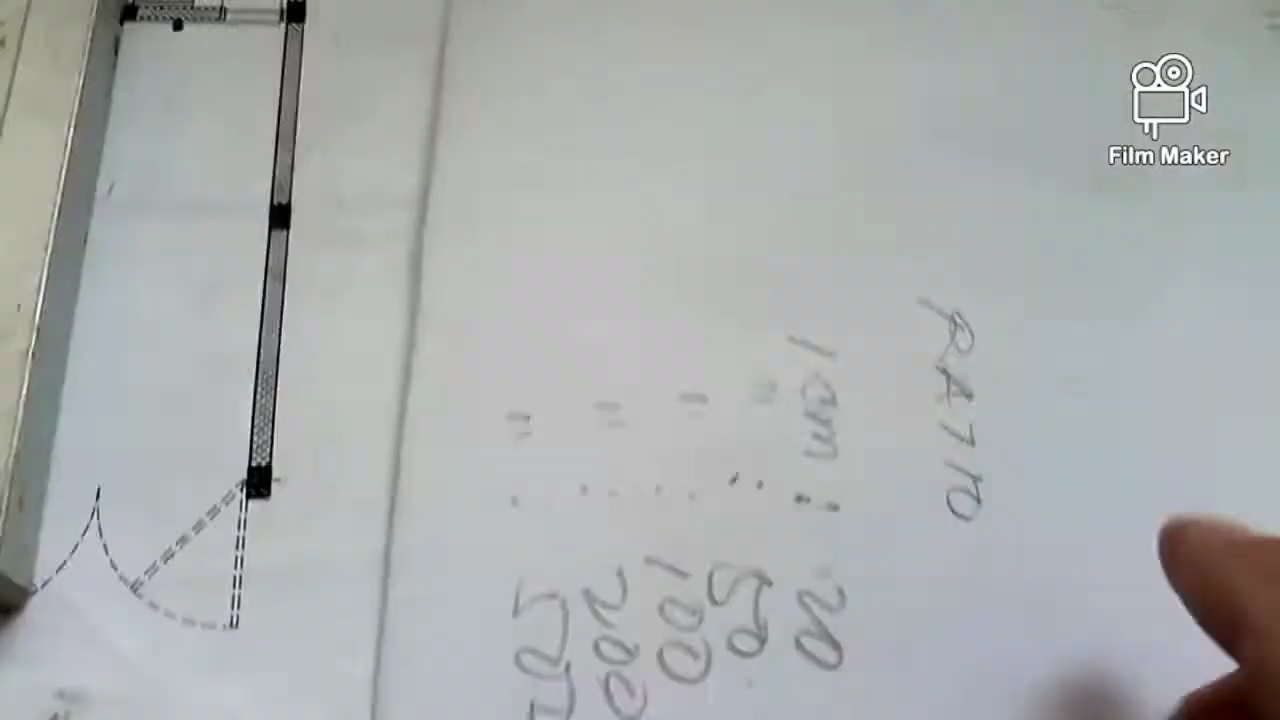 Film Maker
RATIO
1cm : 20
" : 50
" : 100
" : 200
" :